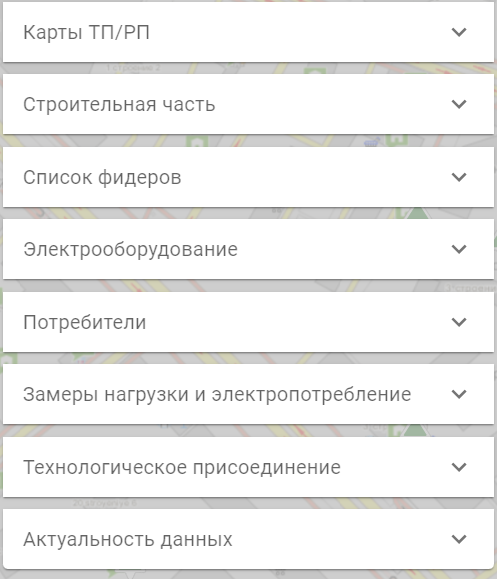 Карты ТП/РП
Строительная часть
Список фидеров
Электрооборудование
Потребители
Замеры нагрузки и электропотребление
Технологическое присоединение
Актуальность данных